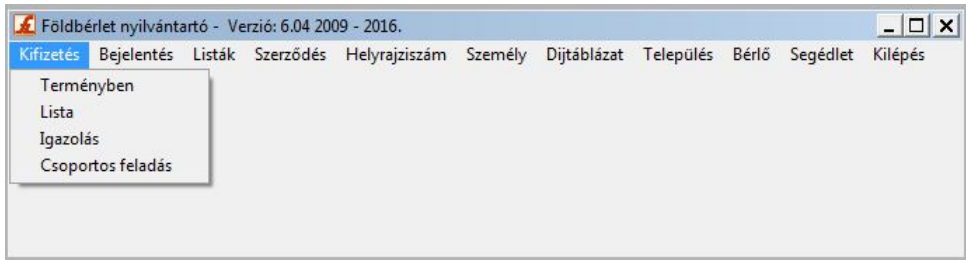 Földbérlet nyilvántartó - Verzió: 6.04 2009 - 2016.
Kifizetés Bejelentés Listák Szerződés Helyrajziszám Személy Dijtáblázat Település Bérlő Segédlet Kilépés
Terményben
Lista
Igazolás
Csoportos feladás